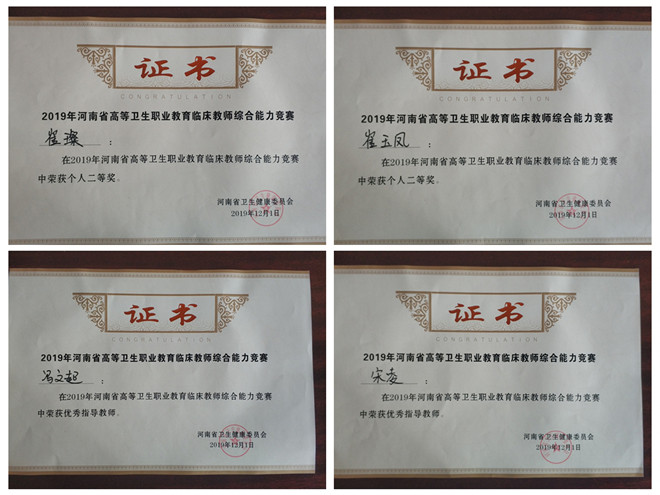 证书
CONGRATULATION
2019年河南省高等卫生职业教育临床教师综合能力竞赛
崔璨：
在2019年河南省高等卫生职业教育临床教师综合能力竞赛
中荣获个人二等奖。
河南省卫生健康委员会
2019年12月1日
证书
CONGRATULATION
2019年河南省高等卫生职业教育临床教师综合能力竞赛
崔玉凤：
在2019年河南省高等卫生职业教育临床教师综合能力竞赛
中荣获个人二等奖。
河南省卫生健康委员会
2019年12月1日
证书
CONGRATULATION
2019年河南省高等卫生职业教育临床教师综合能力竞赛
文起：
在2019年河南省高等卫生职业教育临床教师综合能力竞赛
中荣获优秀指导教师。
河南省卫生健康委员会
2019年12月1日
证书
CONGRATULATION
2019年河南省高等卫生职业教育临床教师综合能力竞赛
宋凌：
在2019年河南省高等卫生职业教育临床教师综合能力竞赛
中荣获优秀指导教师。
河南省卫生健康委员会
2019年12月1日